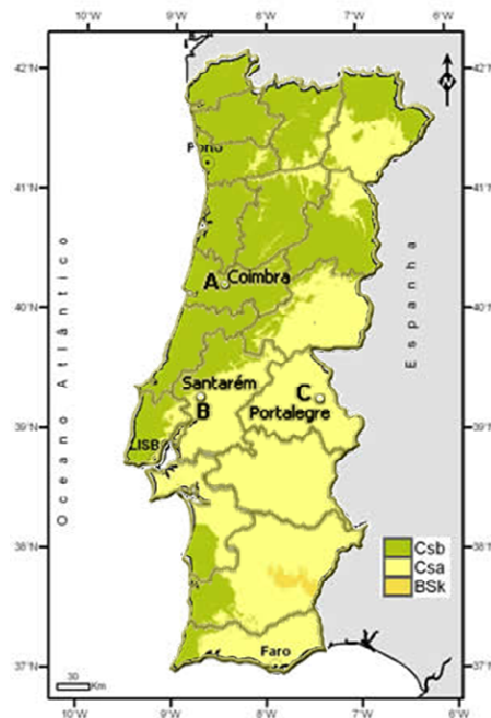 10°W 9°W 8°W 7°W 6°W
42°N 42°N
N
Porto
41°N 41°N
A Coimbra
40°N 40°N
Oceano Atlântico
Espanha
Santarém
B
C
Portalegre
39°N 39°N
LISB
38°N 38°N
Csb
Csa
BSk
37°N 37°N
Faro
30
Km
10°W 9°W 8°W 7°W 6°W